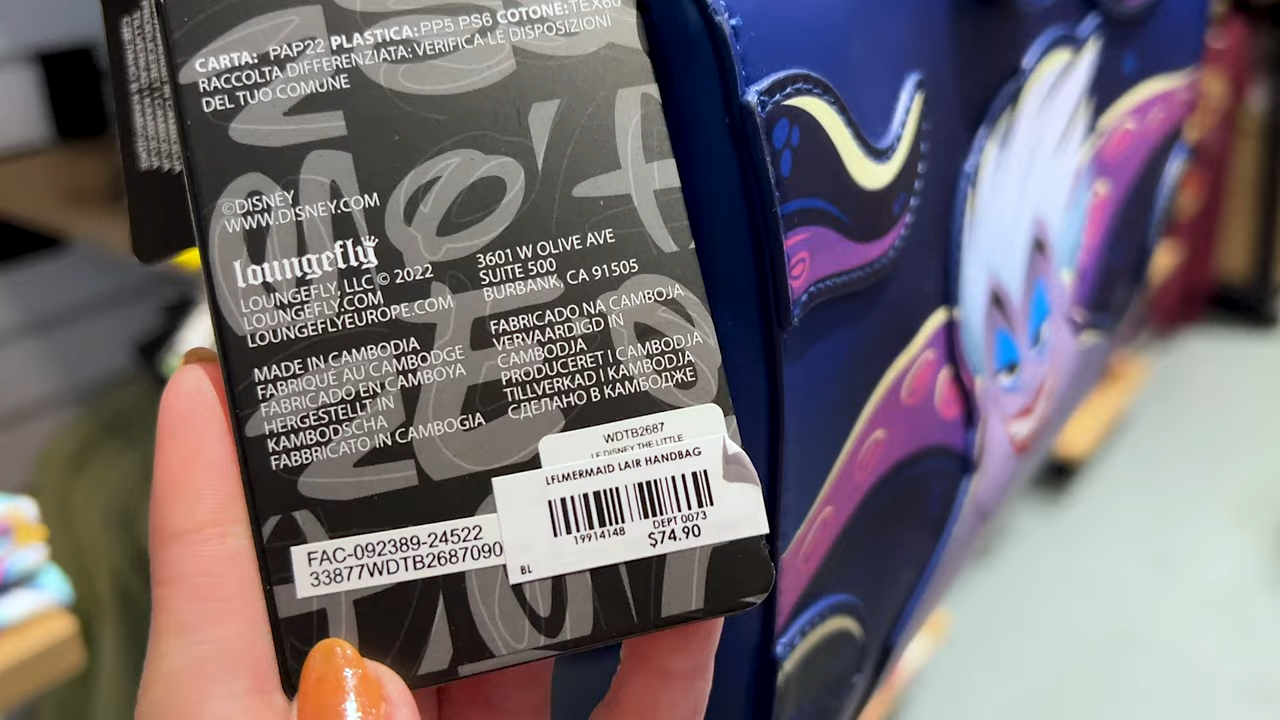 CARTA: PAP22 PLASTICA:PP5 PS6 COTONE:TEX60
RACCOLTA DIFFERENZIATA: VERIFICA LE DISPOSIZIONI
DEL TUO COMUNE
©DISNEY
WWW.DISNEY.COM
loungefly
LOUNGEFLY, LLC © 2022
LOUNGEFLY.COM
LOUNGEFLYEUROPE.COM
3601 W OLIVE AVE
SUITE 500
BURBANK, CA 91505
MADE IN CAMBODIA
FABRIQUÉ AU CAMBODGE
FABRICADO EN CAMBOYA
HERGESTELLT IN
KAMBODSCHA
FABBRICATO IN CAMBOGIA
FABRICADO NA CAMBOJA
VERVAARDIGD IN
CAMBODJA
PRODUCERET I CAMBODJA
TILLVERKAD I KAMBODJA
СДЕЛАНО В КАМБОДЖЕ
WDTB2687
LF DISNEY THE LITTLE
LFLMERMAID LAIR HANDBAG
19914148
DEPT 0073
$74.90
BL
FAC-092389-24522
33877WDTB2687090